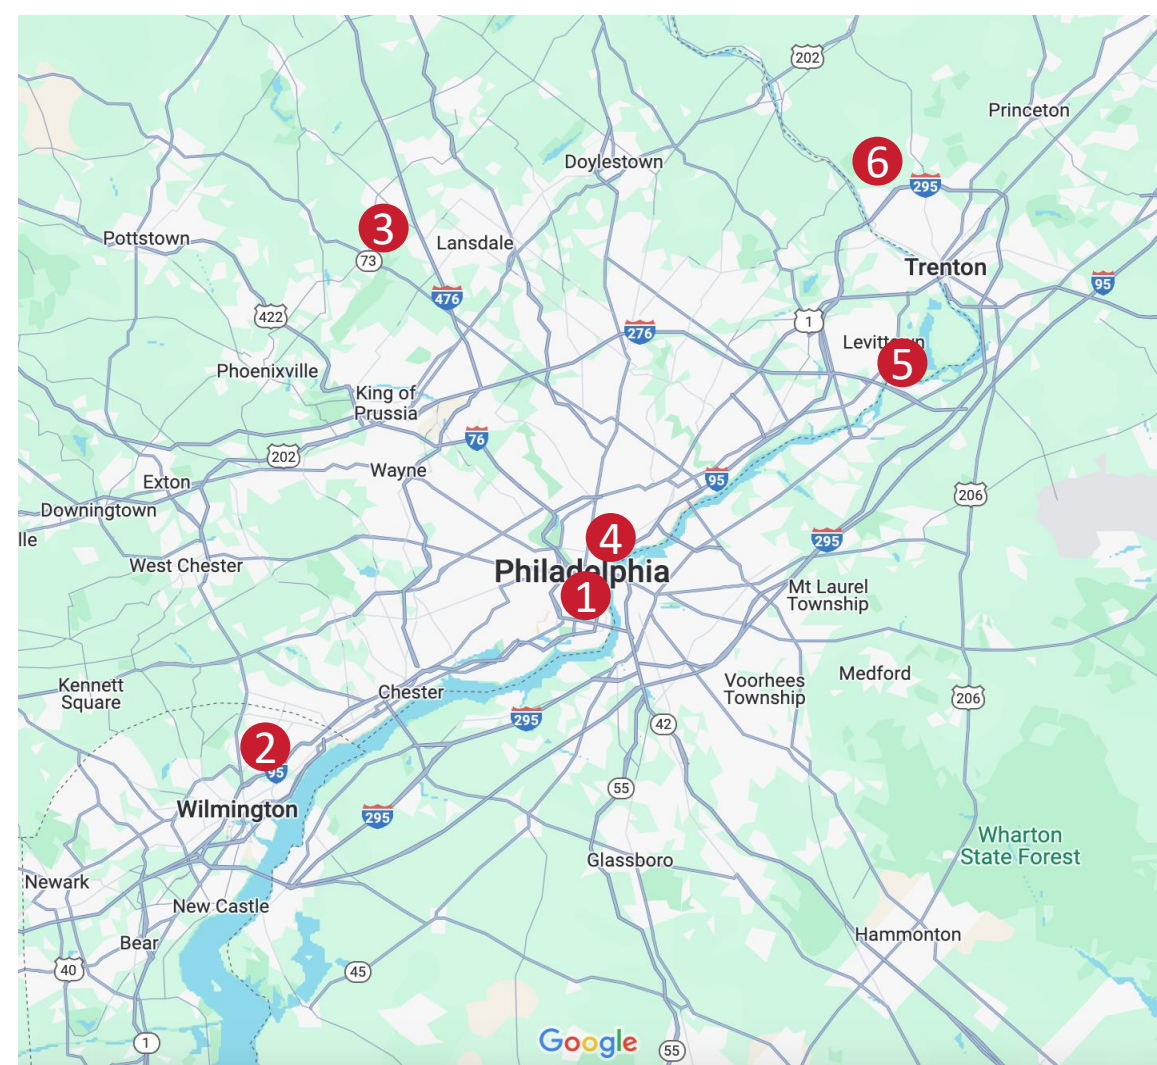 202
Princeton
Doylestown
6
295
Pottstown
3
Lansdale
73
Trenton
95
476
422
1
276
Levittown
5
Phoenixville
King of
Prussia
76
202
Wayne
95
Exton
206
Downingtown
lle
4
295
West Chester
Philadelphia
1
Mt Laurel
Township
Kennett
Square
Chester
Voorhees
Township
Medford
206
295
42
2
95
55
Wilmington
295
Wharton
State Forest
Glassboro
Newark
New Castle
Bear
Hammonton
40
45
1
Google
55